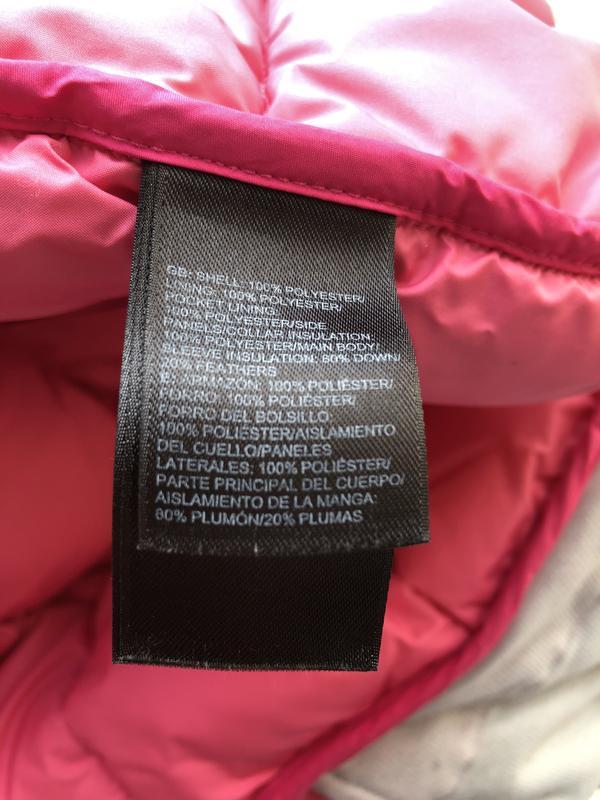 GB: SHELL: 100% POLYESTER/
LINING: 100% POLYESTER/
POCKET LINING:
100% POLYESTER/SIDE
PANELS/COLLAR INSULATION:
100% POLYESTER/MAIN BODY/
SLEEVE INSULATION: 80% DOWN/
20% FEATHERS
E: ARMAZÓN: 100% POLIÉSTER/
FORRO: 100% POLIÉSTER/
FORRO DEL BOLSILLO:
100% POLIÉSTER/AISLAMIENTO
DEL CUELLO/PANELES
LATERALES: 100% POLIÉSTER/
PARTE PRINCIPAL DEL CUERPO/
AISLAMIENTO DE LA MANGA:
80% PLUMÓN/20% PLUMAS